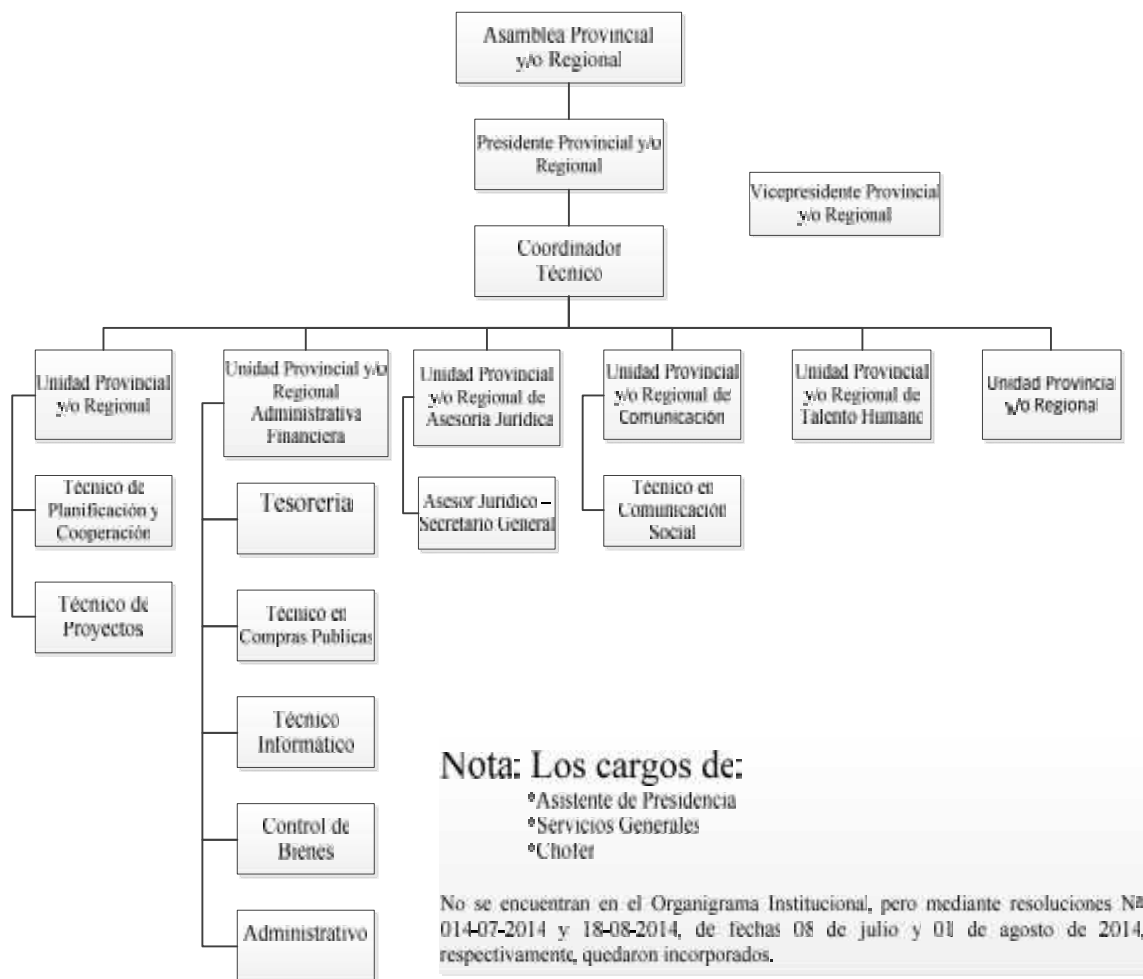 Asamblea Provincial
y/o Regional
Presidente Provincial y/o
Regional
Vicepresidente Provincial
y/o Regional
Coordinador
Técnico
Unidad Provincial
y/o Regional
Unidad Provincial y/o
Regional
Administrativa
Financiera
Unidad Provincial
y/o Regional de
Asesoria Jurídica
Unidad Provincial
y/o Regional de
Comunicación
Unidad Provincial
y/o Regional de
Talento Humano
Unidad Provincial
y/o Regional
Técnico de
Planificación y
Cooperación
Técnico de
Proyectos
Tesoreria
Técnico en
Compras Publicas
Técnico
Informático
Control de
Bienes
Administrativo
Asesor Jurídico –
Secretario General
Técnico en
Comunicación
Social
Nota: Los cargos de:
*Asistente de Presidencia
*Servicios Generales
*Chofer
No se encuentran en el Organigrama Institucional, pero mediante resoluciones Nª
014-07-2014 y 18-08-2014, de fechas 08 de julio y 01 de agosto de 2014,
respectivamente, quedaron incorporados.